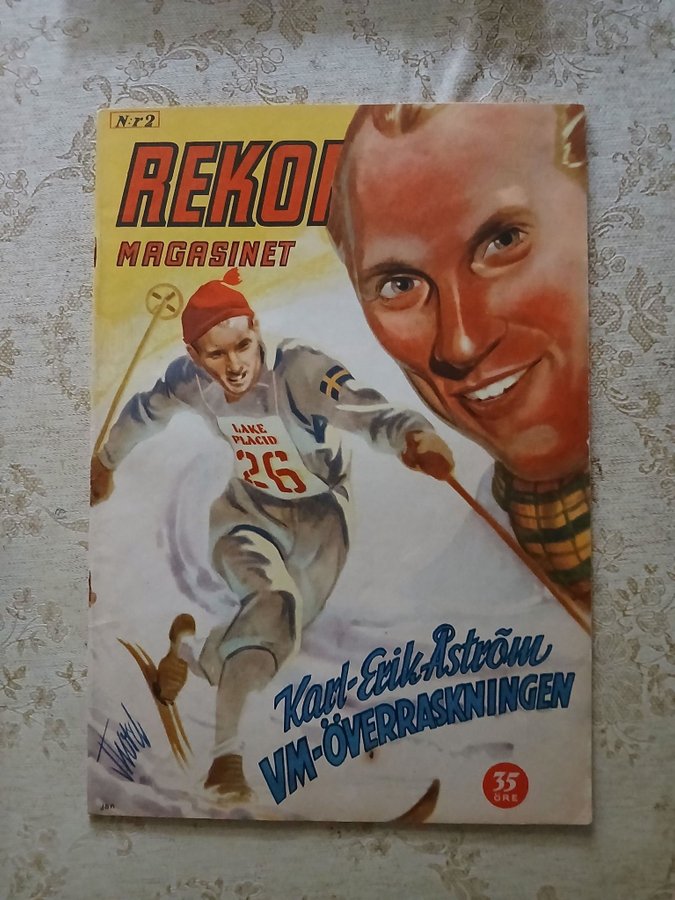 N:r 2
REKOR
MAGASINET
LAKE
PLACID
26
Karl-Erik Åström
VM-ÖVERRASKNINGEN
35
ÖRE